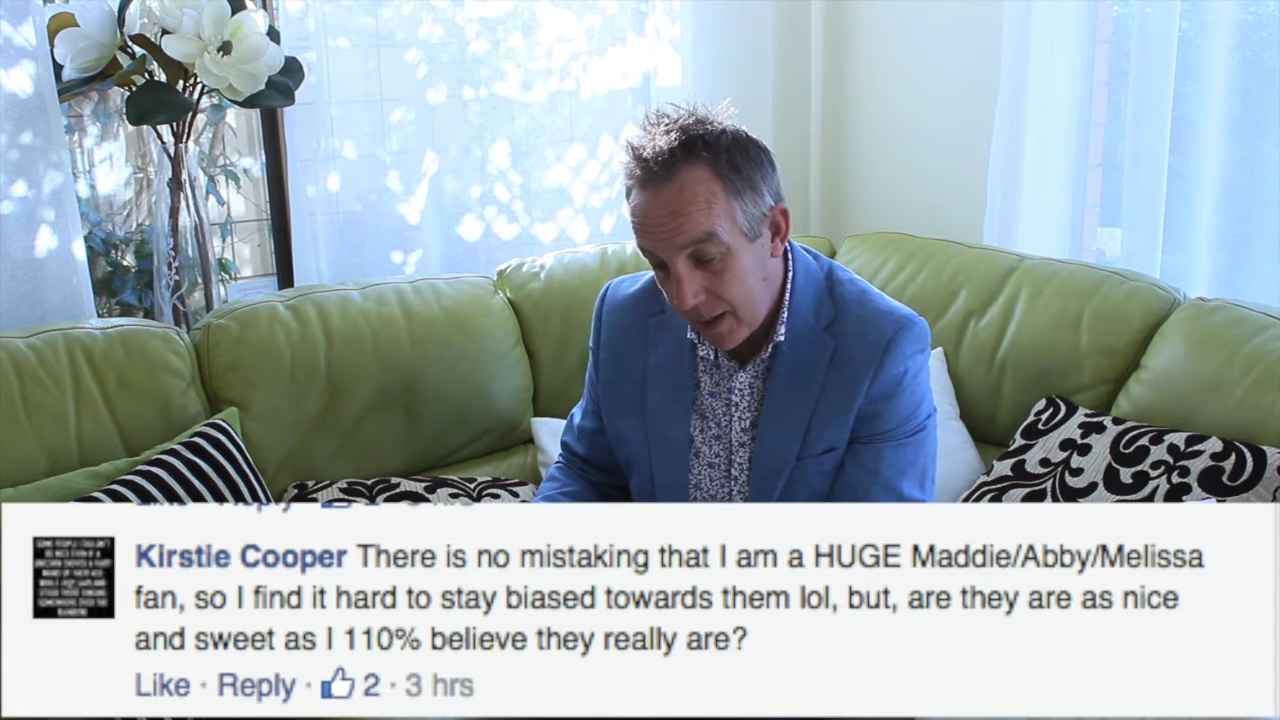 Kirstie Cooper There is no mistaking that I am a HUGE Maddie/Abby/Melissa
fan, so I find it hard to stay biased towards them lol, but, are they are as nice
and sweet as I 110% believe they really are?
Like · Reply · 2 · 3 hrs